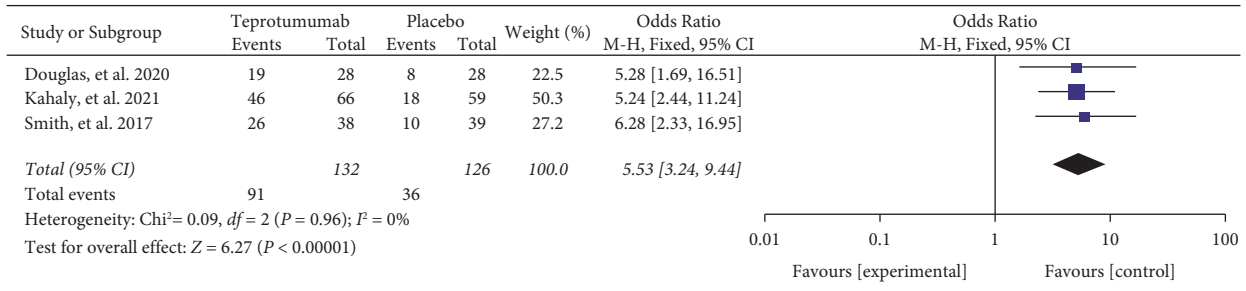 Study or Subgroup Teprotumumab Placebo Weight (%) Odds Ratio Odds Ratio
Events Total Events Total M-H, Fixed, 95% CI M-H, Fixed, 95% CI
Douglas, et al. 2020 19 28 8 28 22.5 5.28 [1.69, 16.51]
Kahaly, et al. 2021 46 66 18 59 50.3 5.24 [2.44, 11.24]
Smith, et al. 2017 26 38 10 39 27.2 6.28 [2.33, 16.95]
Total (95% CI) 132 126 100.0 5.53 [3.24, 9.44]
Total events 91 36
Heterogeneity: Chi²= 0.09, df = 2 (P = 0.96); I² = 0%
Test for overall effect: Z = 6.27 (P < 0.00001)
0.01 0.1 1 10 100
Favours [experimental] Favours [control]